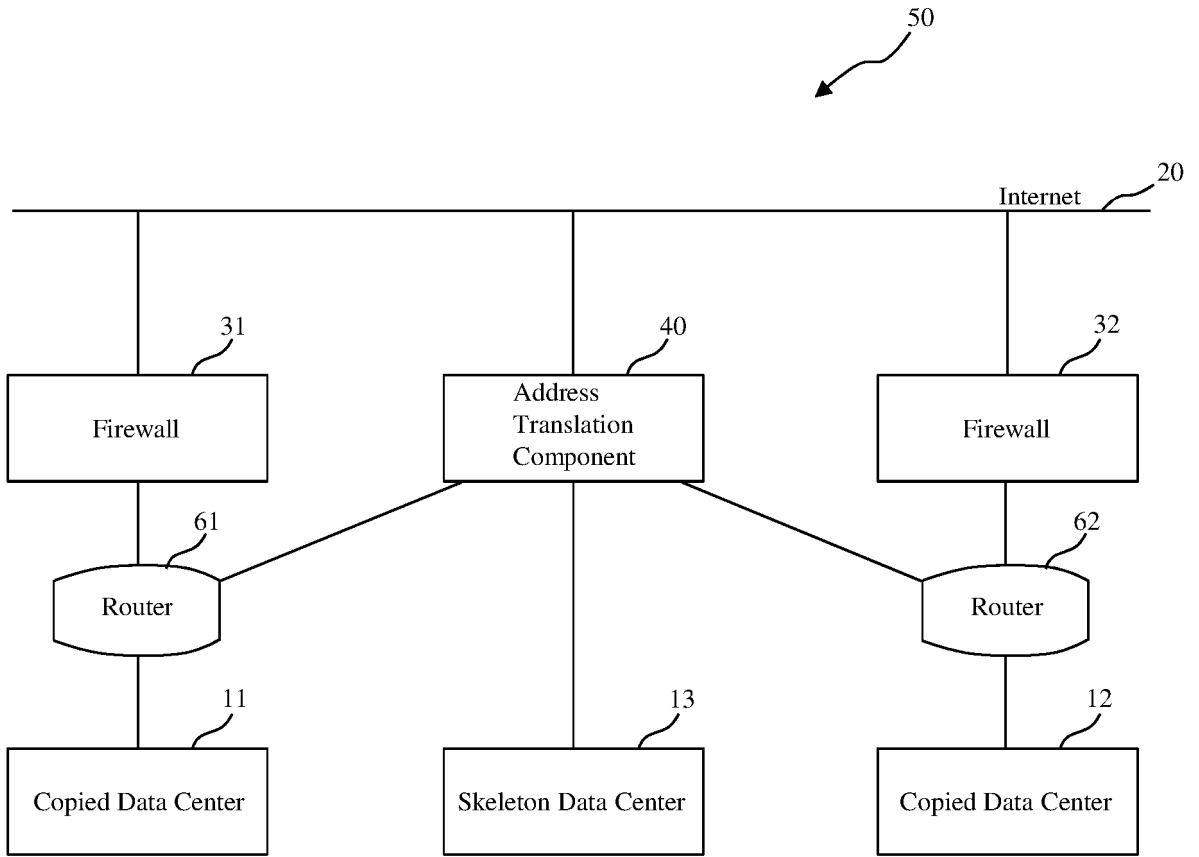 50
20
Internet
31
40
32
Firewall
Address
Translation
Component
Firewall
61
62
Router
Router
11
13
12
Copied Data Center
Skeleton Data Center
Copied Data Center